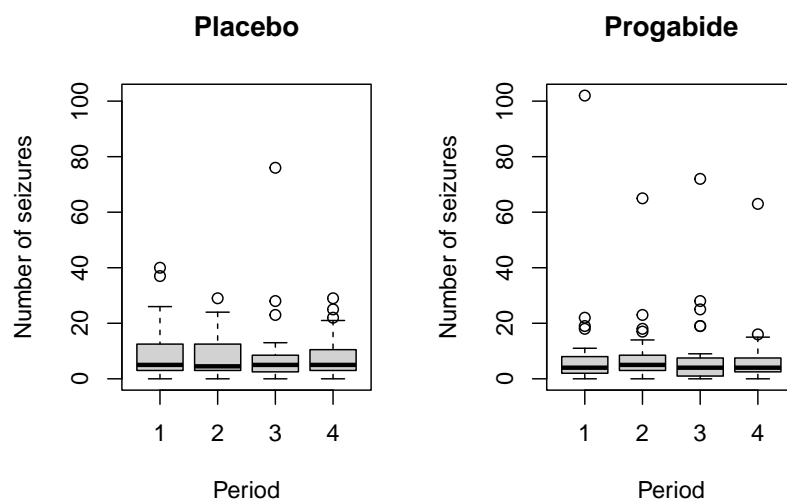 Placebo
Number of seizures
0 20 40 60 80 100
1 2 3 4
Period
Progabide
Number of seizures
0 20 40 60 80 100
1 2 3 4
Period